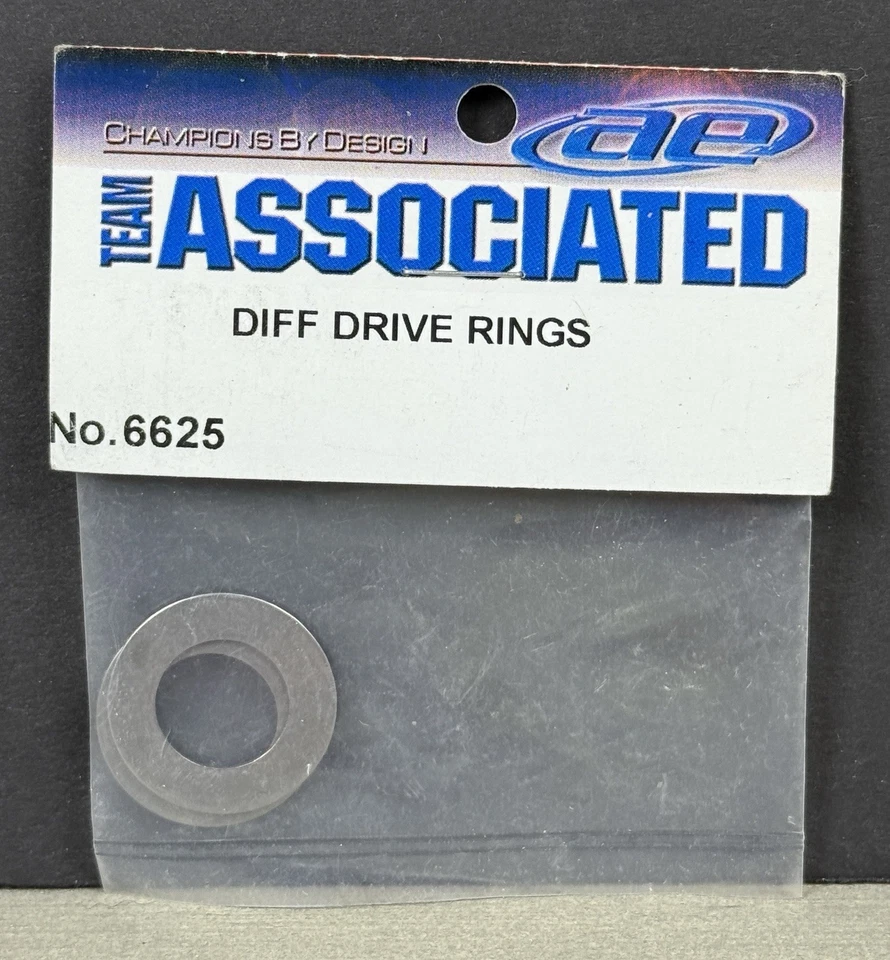 CHAMPIONS BY DESIGN
ae
TEAM ASSOCIATED
DIFF DRIVE RINGS
No.6625